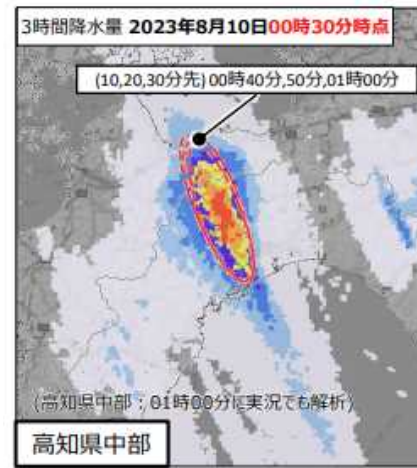 3時間降水量 2023年8月10日00時30分時点
(10,20,30分先) 00時40分,50分,01時00分
(高知県中部：01時00分に実況でも解析)
高知県中部